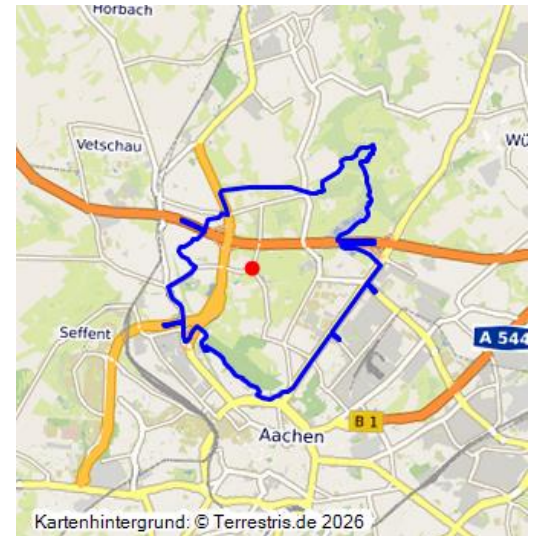 Horbach
Vetschau
Wü
Seffent
A 544
B 1
Aachen
Kartenhintergrund: © Terrestris.de 2026